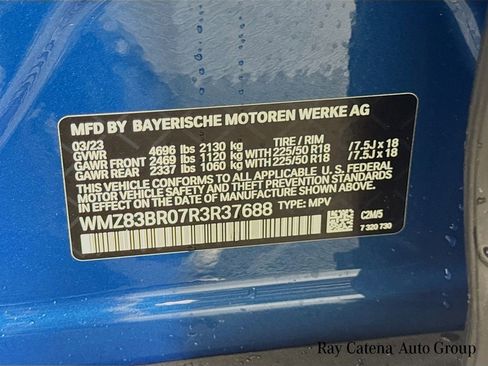 MFD BY BAYERISCHE MOTOREN WERKE AG
03/23 TIRE / RIM
GVWR 4696 lbs 2130 kg
GAWR FRONT 2469 lbs 1120 kg WITH 225/50 R18 /7.5J x 18
GAWR REAR 2337 lbs 1060 kg WITH 225/50 R18 /7.5J x 18
THIS VEHICLE CONFORMS TO ALL APPLICABLE U. S. FEDERAL
MOTOR VEHICLE SAFETY, BUMPER, AND THEFT PREVENTION STANDARDS
IN EFFECT ON THE DATE OF MANUFACTURE SHOWN ABOVE.
WMZ83BR07R3R37688 TYPE: MPV
C2M/5
7 320 730
Ray Catena Auto Group